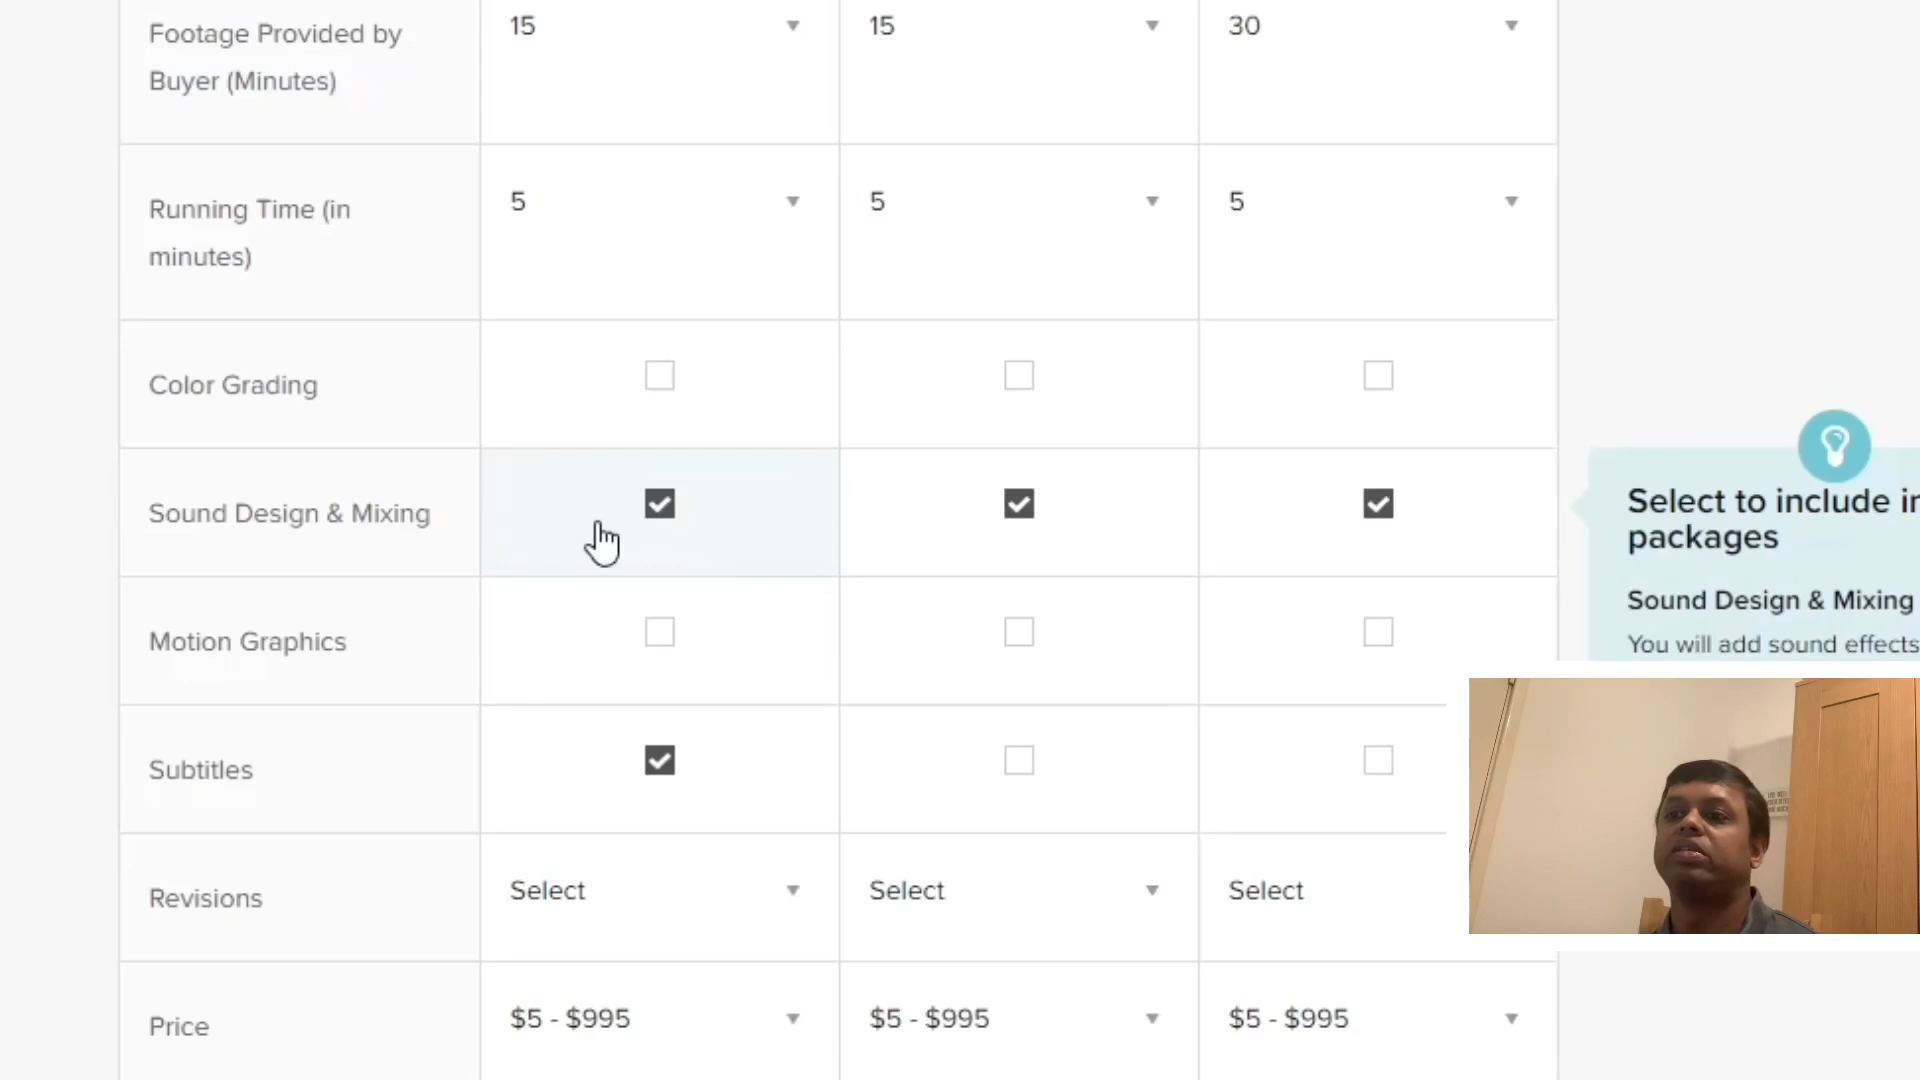 Footage Provided by
Buyer (Minutes)
15
15
30
Running Time (in
minutes)
5
5
5
Color Grading
Sound Design & Mixing
Motion Graphics
Subtitles
Revisions
Select
Select
Select
Price
$5 - $995
$5 - $995
$5 - $995
Select to include in
packages
Sound Design & Mixing
You will add sound effects